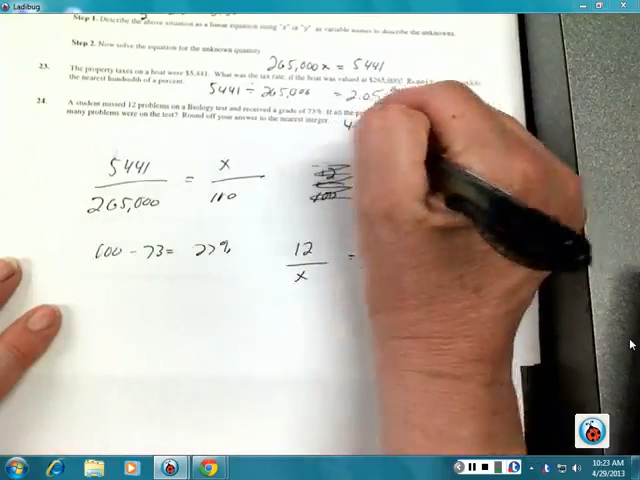 Ladibug
Step 1. Describe the above situation as a linear equation using "x" or "y" as variable names to describe the unknowns.
Step 2. Now solve the equation for the unknown quantity
265,000x = 5441
23. The property taxes on a boat were $5,441. What was the tax rate, if the boat was valued at $265,000?
the nearest hundredth of a percent.
5441 ÷ 265,000 = 2.05
24. A student missed 12 problems on a Biology test and received a grade of 73%. If all the
many problems were on the test? Round off your answer to the nearest integer.
5441 = x
265,000 100
100 - 73 = 27%
12 =
x
10:23 AM
4/29/2013